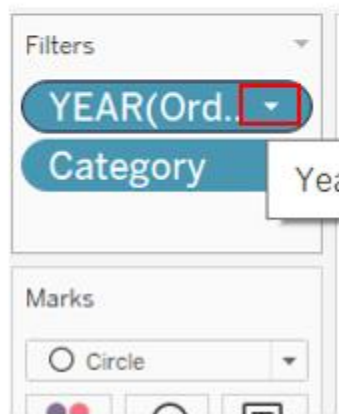 Filters
YEAR(Ord..
Category
Yea
Marks
Circle